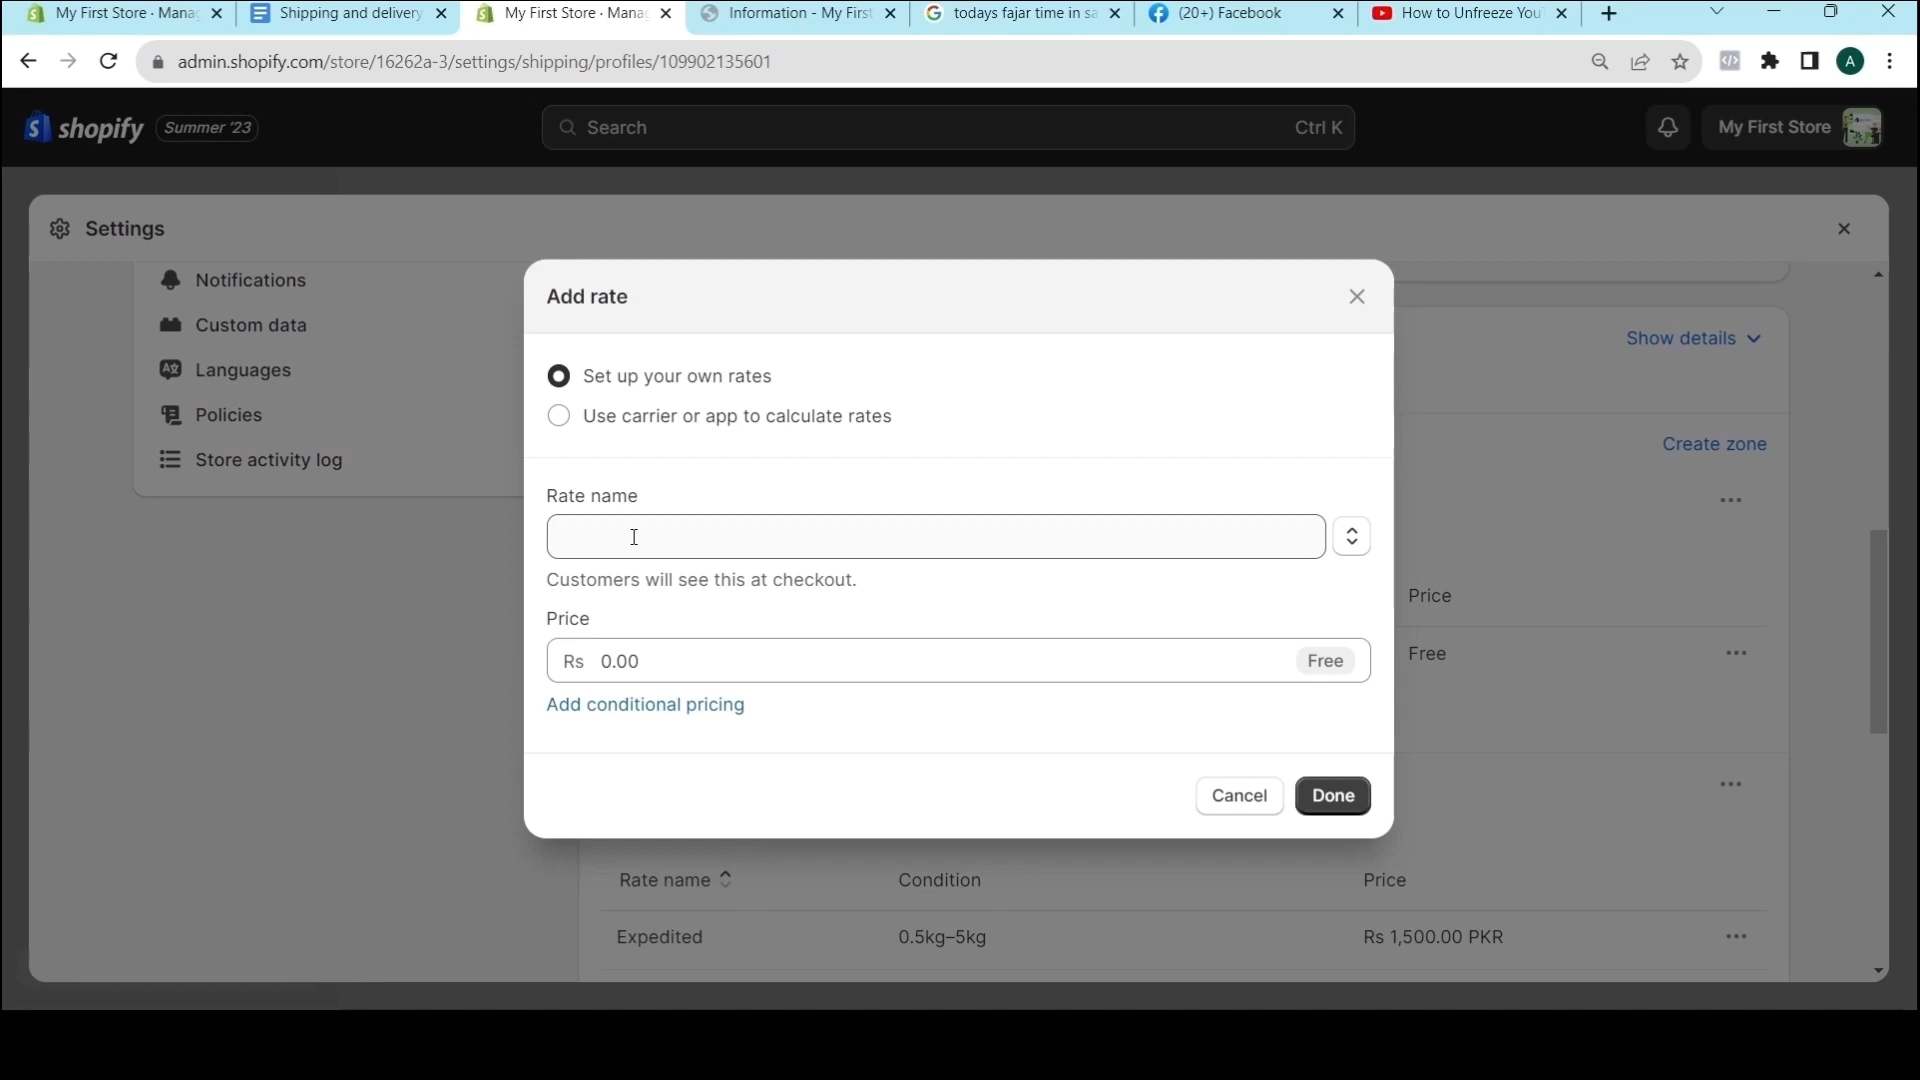 My First Store · Manag
Shipping and delivery
My First Store · Manag
Information - My First
todays fajar time in sa
(20+) Facebook
How to Unfreeze You
admin.shopify.com/store/16262a-3/settings/shipping/profiles/109902135601
A
shopify
Summer '23
Search
Ctrl K
My First Store
Settings
Notifications
Custom data
Languages
Policies
Store activity log
Add rate
Set up your own rates
Use carrier or app to calculate rates
Rate name
Customers will see this at checkout.
Price
Rs 0.00
Free
Add conditional pricing
Cancel
Done
Show details
Create zone
Price
Free
Rate name
Condition
Price
Expedited
0.5kg–5kg
Rs 1,500.00 PKR